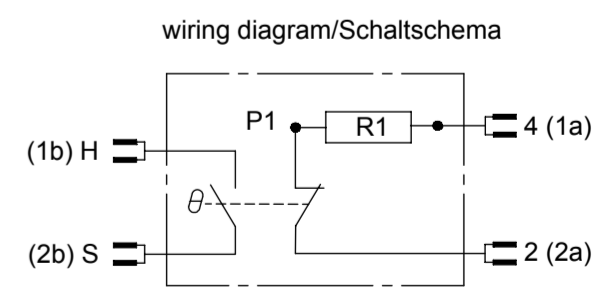 wiring diagram/Schaltschema
P1 R1 4 (1a)
(1b) H
θ
(2b) S 2 (2a)